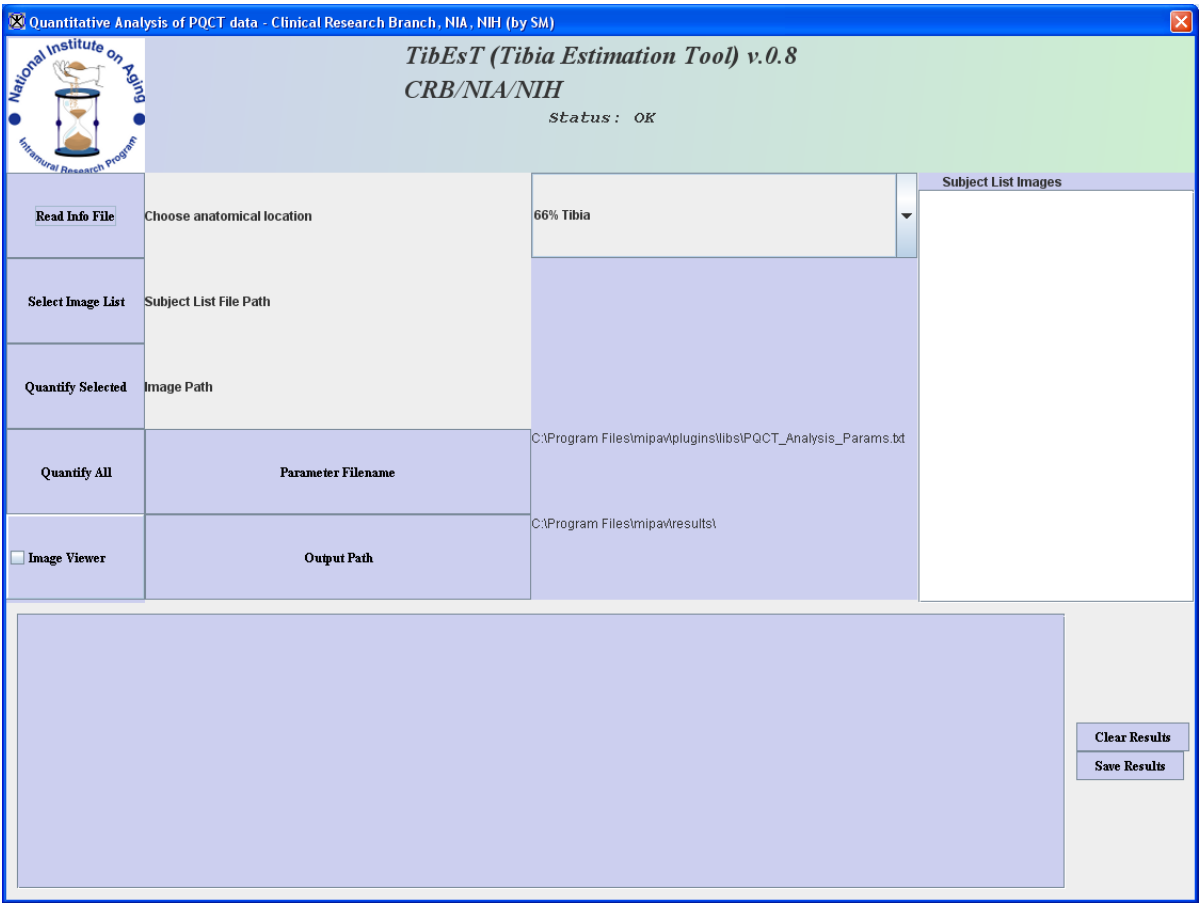 Quantitative Analysis of PQCT data - Clinical Research Branch, NIA, NIH (by SM)
National Institute on Aging
Intramural Research Program
TibEsT (Tibia Estimation Tool) v.0.8
CRB/NIA/NIH
Status: OK
Subject List Images
Read Info File
Choose anatomical location
66% Tibia
Select Image List
Subject List File Path
Quantify Selected
Image Path
Quantify All
Parameter Filename
C:\Program Files\mipav\plugins\libs\PQCT_Analysis_Params.txt
Image Viewer
Output Path
C:\Program Files\mipav\results\
Clear Results
Save Results